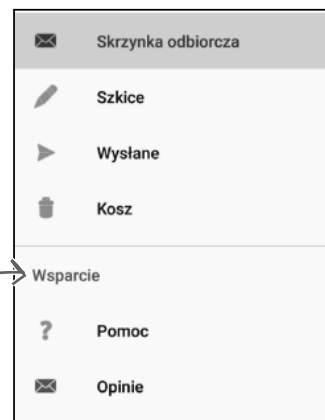 Skrzynka odbiorcza
Szkice
Wysłane
Kosz
Wsparcie
? Pomoc
Opinie